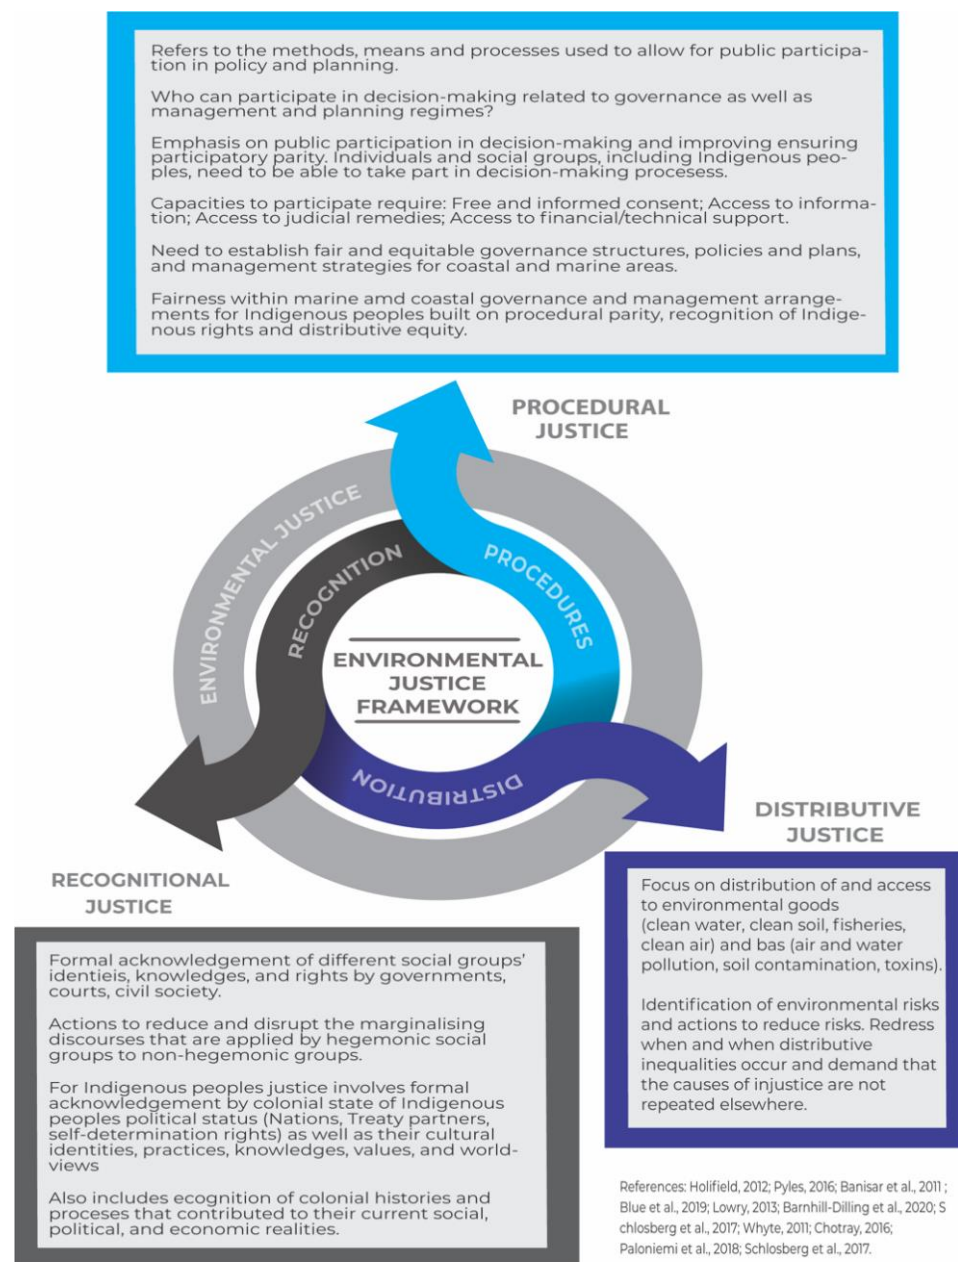 Refers to the methods, means and processes used to allow for public participa-
tion in policy and planning.
Who can participate in decision-making related to governance as well as
management and planning regimes?
Emphasis on public participation in decision-making and improving ensuring
participatory parity. Individuals and social groups, including Indigenous peo-
ples, need to be able to take part in decision-making procesess.
Capacities to participate require: Free and informed consent; Access to informa-
tion; Access to judicial remedies; Access to financial/technical support.
Need to establish fair and equitable governance structures, policies and plans,
and management strategies for coastal and marine areas.
Fairness within marine amd coastal governance and management arrange-
ments for Indigenous peoples built on procedural parity, recognition of Indige-
nous rights and distributive equity.
PROCEDURAL
JUSTICE
ENVIRONMENTAL JUSTICE
RECOGNITION
PROCEDURES
ENVIRONMENTAL
JUSTICE
FRAMEWORK
DISTRIBUTION
DISTRIBUTIVE
JUSTICE
RECOGNITIONAL
JUSTICE
Focus on distribution of and access
to environmental goods
(clean water, clean soil, fisheries,
clean air) and bas (air and water
pollution, soil contamination, toxins).
Identification of environmental risks
and actions to reduce risks. Redress
when and when distributive
inequalities occur and demand that
the causes of injustice are not
repeated elsewhere.
Formal acknowledgement of different social groups'
identieis, knowledges, and rights by governments,
courts, civil society.
Actions to reduce and disrupt the marginalising
discourses that are applied by hegemonic social
groups to non-hegemonic groups.
For Indigenous peoples justice involves formal
acknowledgement by colonial state of Indigenous
peoples political status (Nations, Treaty partners,
self-determination rights) as well as their cultural
identities, practices, knowledges, values, and world-
views
Also includes ecognition of colonial histories and
proceses that contributed to their current social,
political, and economic realities.
References: Holifield, 2012; Pyles, 2016; Banisar et al., 2011 ;
Blue et al., 2019; Lowry, 2013; Barnhill-Dilling et al., 2020; S
chlosberg et al., 2017; Whyte, 2011; Chotray, 2016;
Paloniemi et al., 2018; Schlosberg et al., 2017.